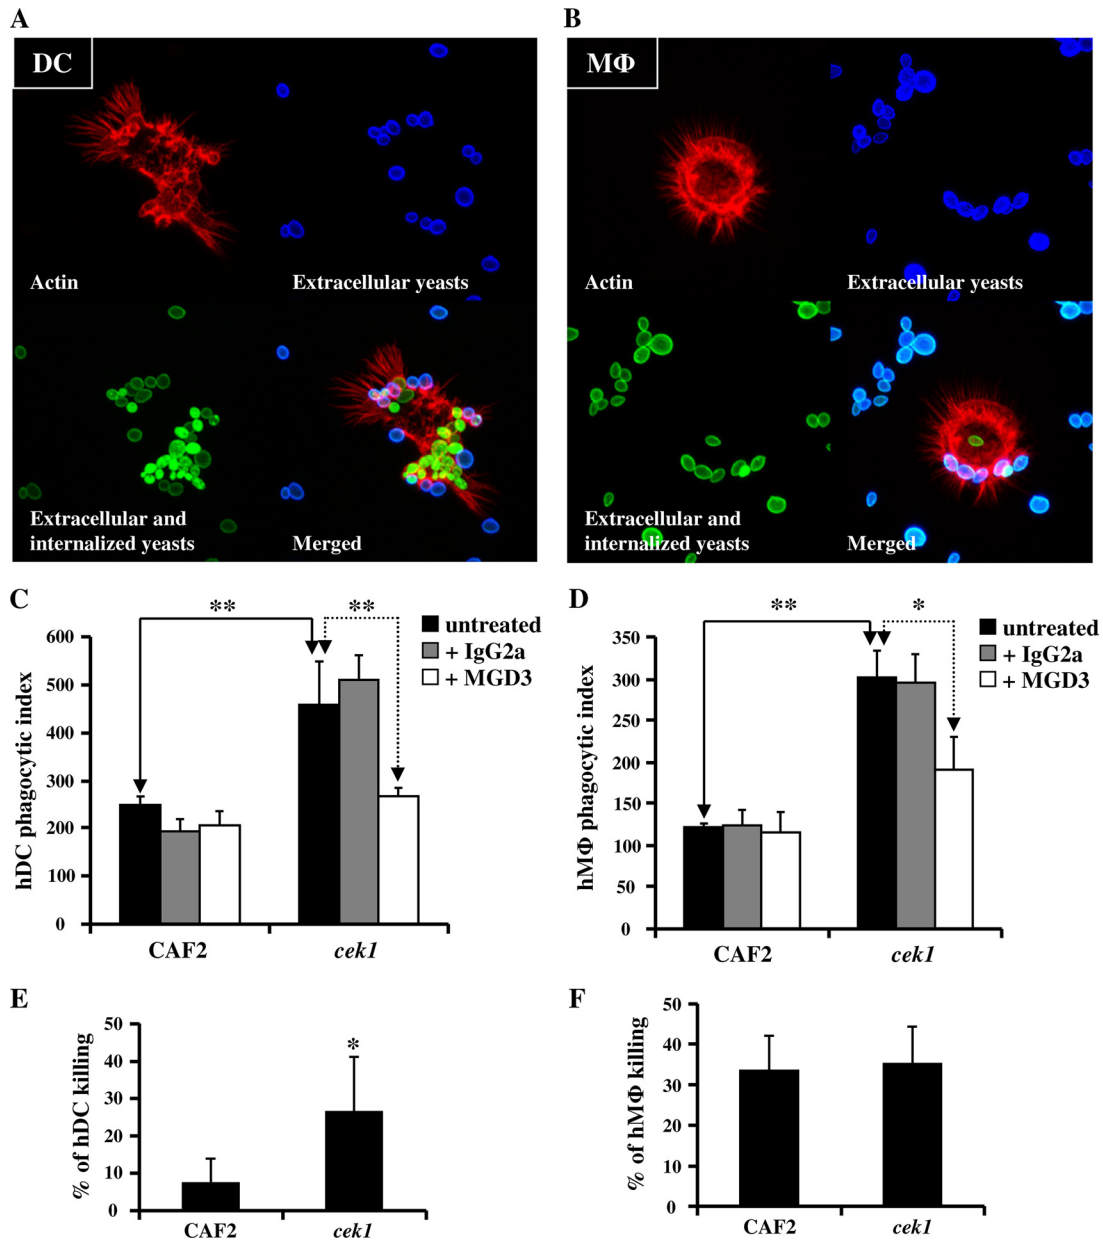 A
B
DC
MΦ
Actin
Extracellular yeasts
Actin
Extracellular yeasts
Extracellular and
internalized yeasts
Merged
Extracellular and
internalized yeasts
Merged
C
** **
untreated
+ IgG2a
+ MGD3
hDC phagocytic index
600
500
400
300
200
100
0
CAF2 cek1
D
** *
untreated
+ IgG2a
+ MGD3
hMΦ phagocytic index
350
300
250
200
150
100
50
0
CAF2 cek1
E
% of hDC killing
50
40
30
20
10
0
*
CAF2 cek1
F
% of hMΦ killing
50
40
30
20
10
0
CAF2 cek1